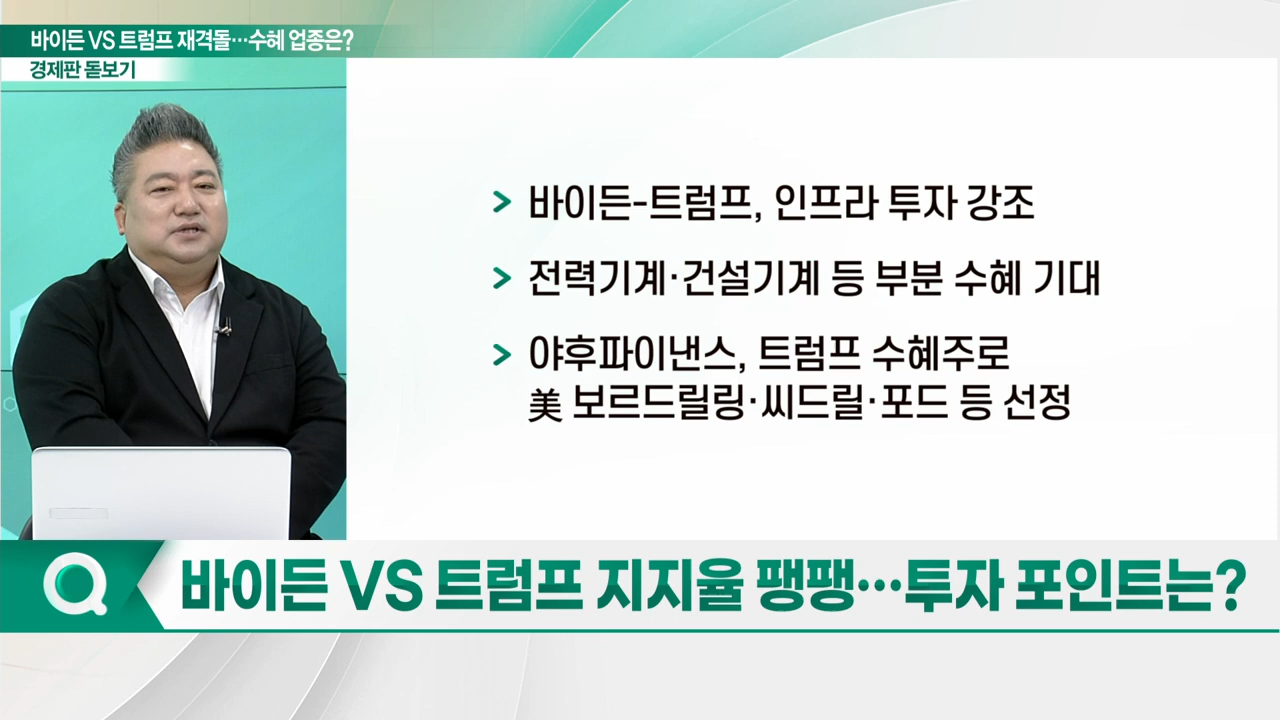 바이든 VS 트럼프 재격돌…수혜 업종은?
경제판 돋보기
> 바이든-트럼프, 인프라 투자 강조
> 전력기계·건설기계 등 부분 수혜 기대
> 야후파이낸스, 트럼프 수혜주로
美 보르드릴링·씨드릴·포드 등 선정
Q 바이든 VS 트럼프 지지율 팽팽…투자 포인트는?